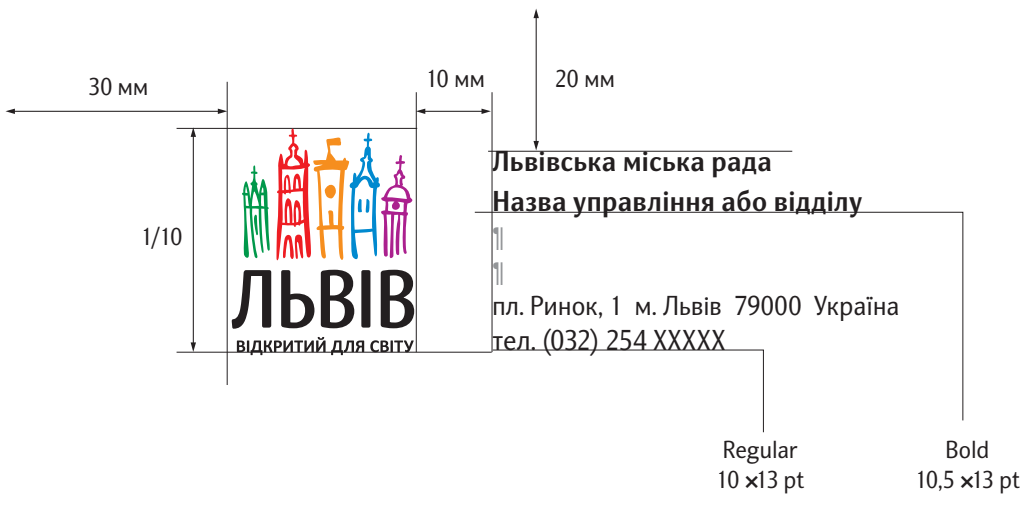 30 мм
10 мм
20 мм
1/10
ЛЬВІВ
ВІДКРИТИЙ ДЛЯ СВІТУ
Львівська міська рада
Назва управління або відділу
¶
¶
пл. Ринок, 1 м. Львів 79000 Україна
тел. (032) 254 XXXXX
Regular
10 ×13 pt
Bold
10,5 ×13 pt